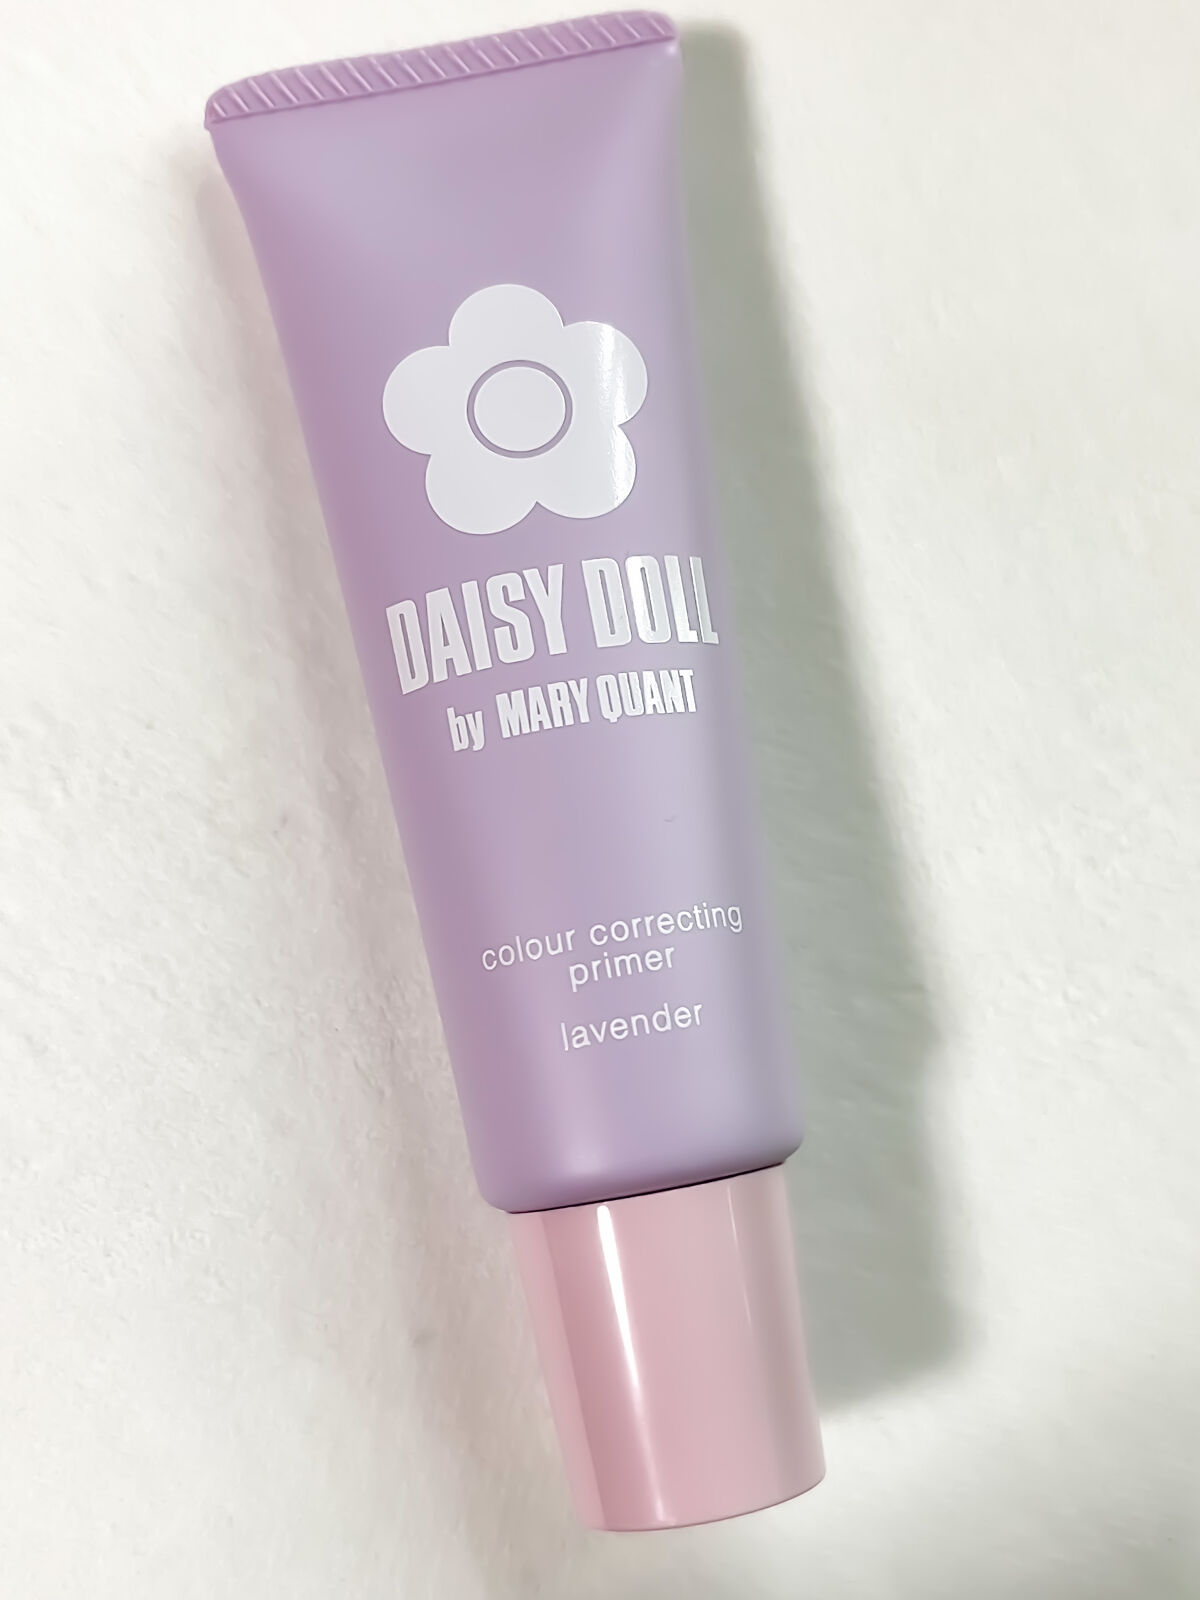 DAISY DOLL
by MARY QUANT
colour correcting
primer
lavender